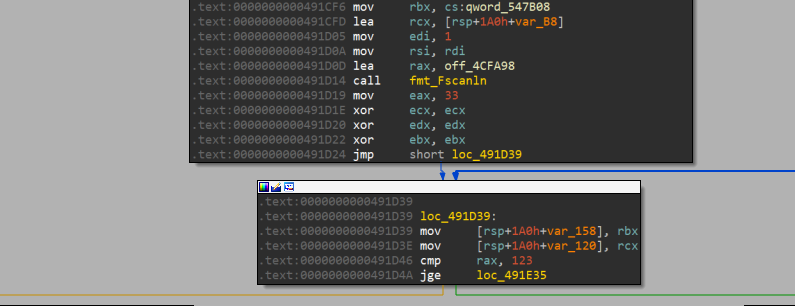 .text:0000000000491CF6 mov rbx, cs:qword_547B08
.text:0000000000491CFD lea rcx, [rsp+1A0h+var_B8]
.text:0000000000491D05 mov edi, 1
.text:0000000000491D0A mov rsi, rdi
.text:0000000000491D0D lea rax, off_4CFA98
.text:0000000000491D14 call fmt_Fscanln
.text:0000000000491D19 mov eax, 33
.text:0000000000491D1E xor ecx, ecx
.text:0000000000491D20 xor edx, edx
.text:0000000000491D22 xor ebx, ebx
.text:0000000000491D24 jmp short loc_491D39
.text:0000000000491D39
.text:0000000000491D39 loc_491D39:
.text:0000000000491D39 mov [rsp+1A0h+var_158], rbx
.text:0000000000491D3E mov [rsp+1A0h+var_120], rcx
.text:0000000000491D46 cmp rax, 123
.text:0000000000491D4A jge loc_491E35